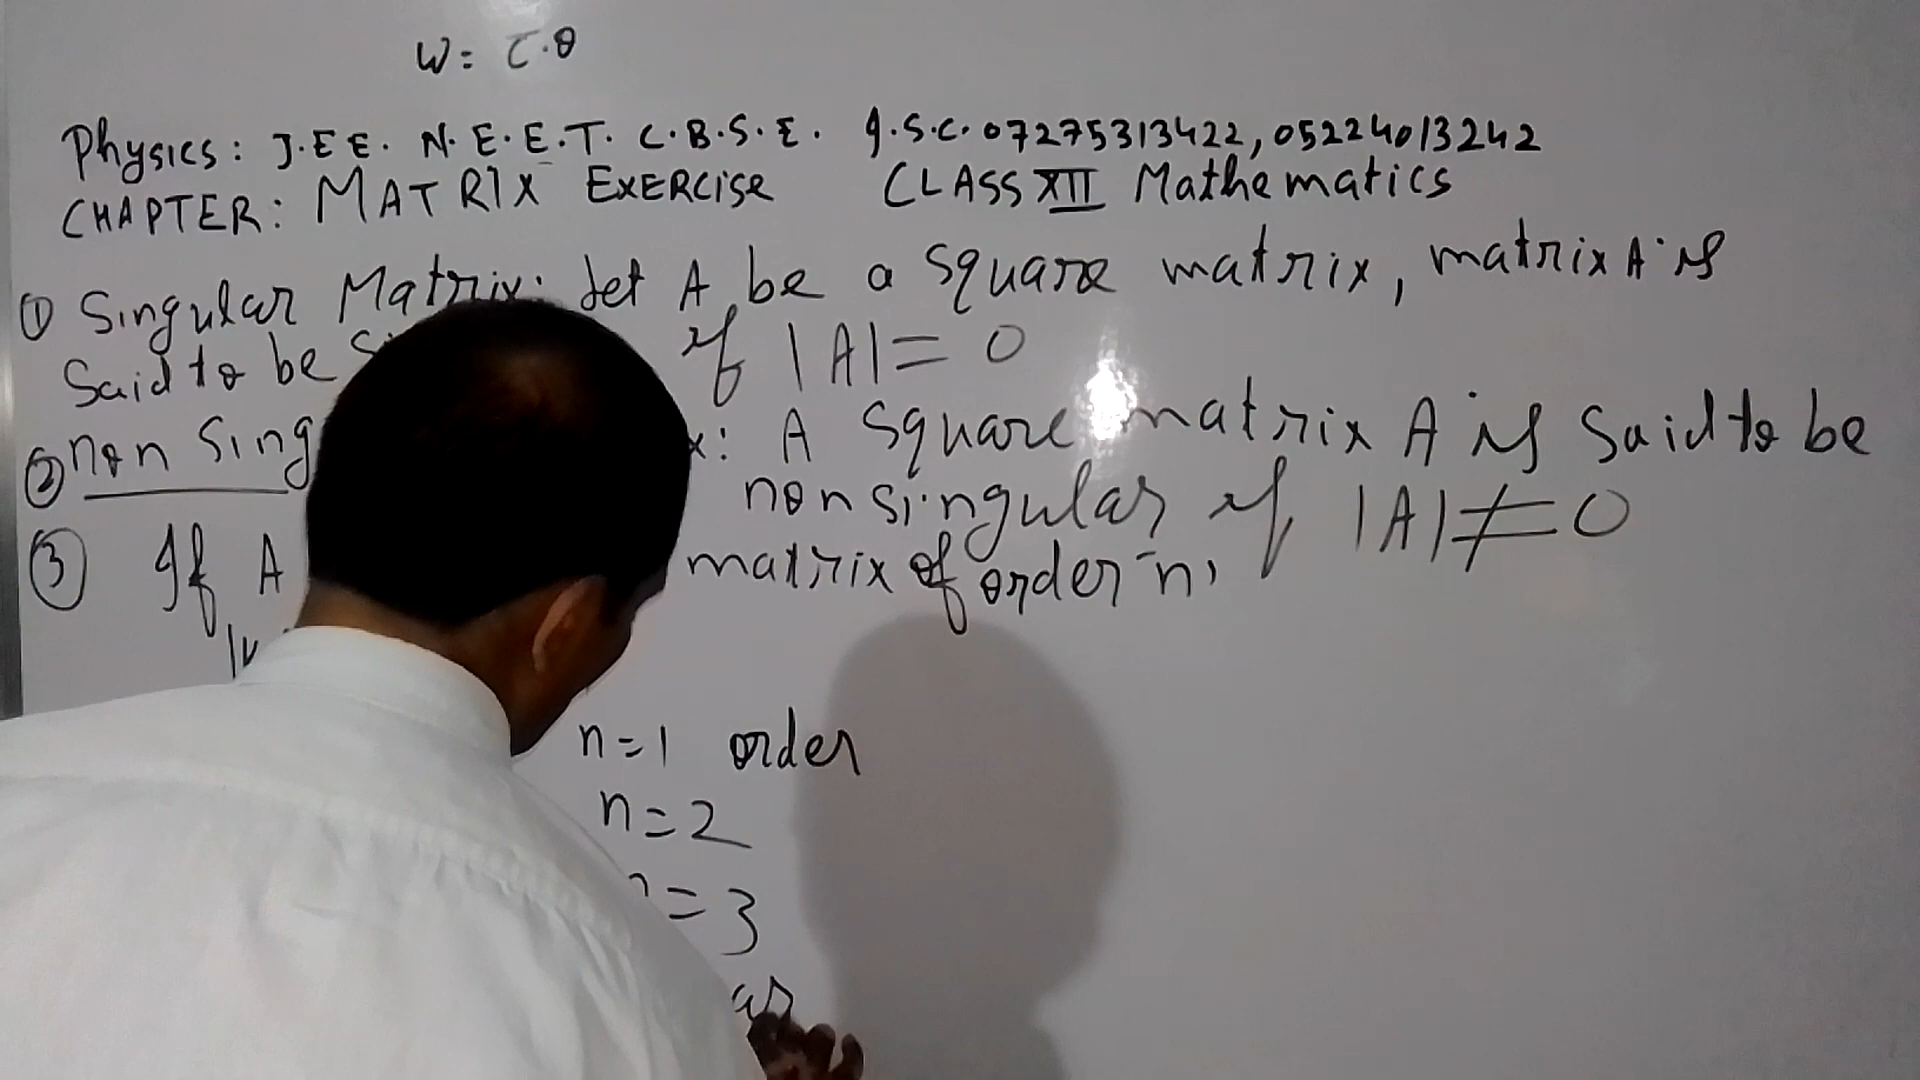 W = τ.θ
Physics: J.E.E. N.E.E.T. C.B.S.E. I.S.C. 07275313422, 05224013242
CHAPTER: MATRIX EXERCISE CLASS XII Mathematics
① Singular Matrix: Let A be a square matrix, matrix A is
Said to be if |A| = 0
② non Sing x: A square matrix A is said to be
non singular if |A| ≠ 0
③ If A matrix of order n,
n=1 order
n=2
=3